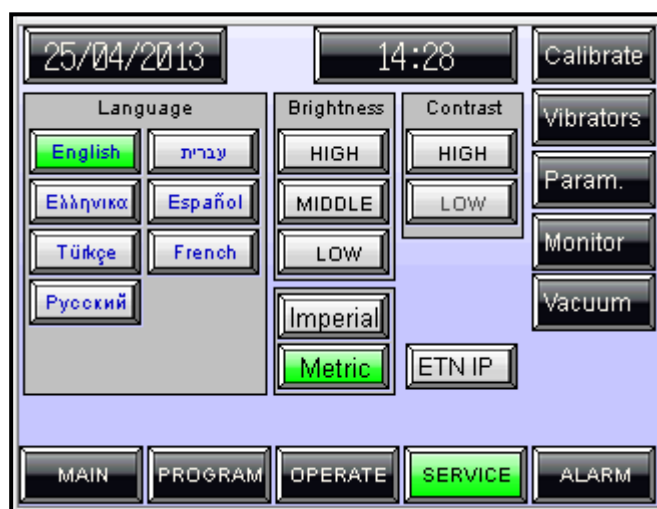 25/04/2013
14:28
Calibrate
Language
Brightness
Contrast
Vibrators
English
עברית
HIGH
HIGH
Param.
Ελληνικα
Español
MIDDLE
LOW
Monitor
Türkçe
French
LOW
Vacuum
Русский
Imperial
Metric
ETN IP
MAIN
PROGRAM
OPERATE
SERVICE
ALARM